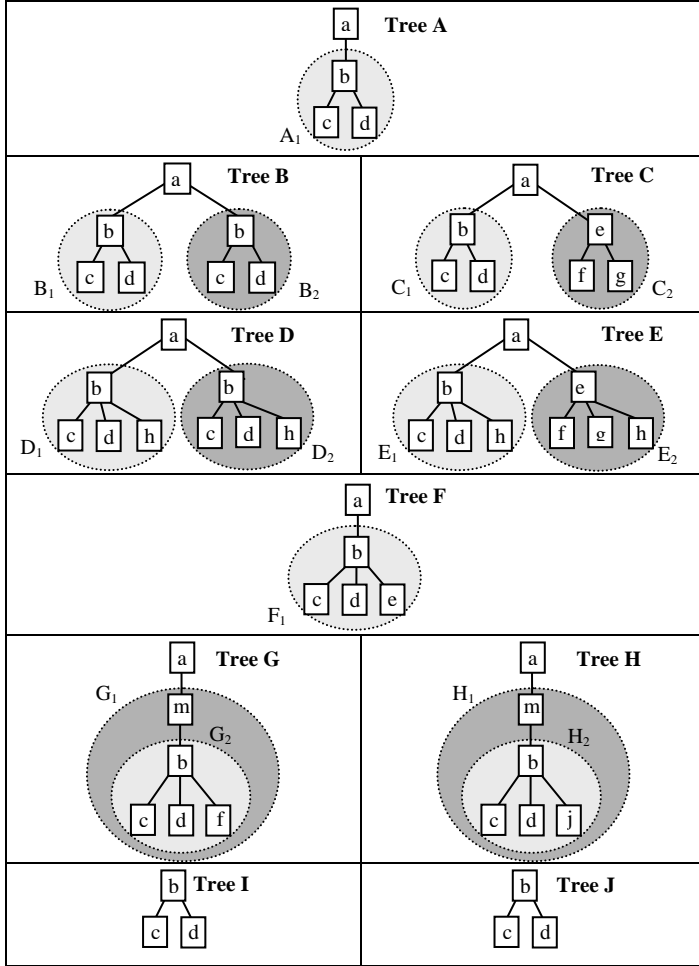 a Tree A
b
c d
A1
a Tree B
b b
c d c d
B1 B2
a Tree C
b e
c d f g
C1 C2
a Tree D
b b
c d h c d h
D1 D2
a Tree E
b e
c d h f g h
E1 E2
a Tree F
b
c d e
F1
a Tree G
G1
m
G2
b
c d f
a Tree H
H1
m
H2
b
c d j
b Tree I
c d
b Tree J
c d